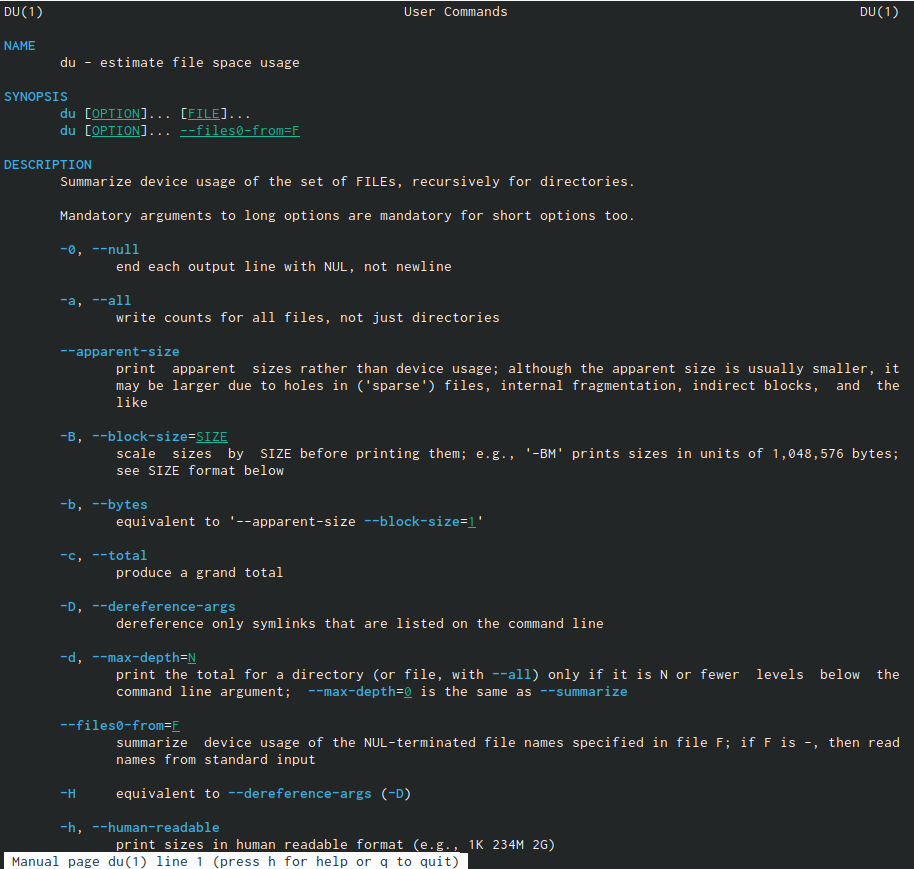 DU(1) User Commands DU(1)
NAME
du - estimate file space usage
SYNOPSIS
du [OPTION]... [FILE]...
du [OPTION]... --files0-from=F
DESCRIPTION
Summarize device usage of the set of FILEs, recursively for directories.
Mandatory arguments to long options are mandatory for short options too.
-0, --null
end each output line with NUL, not newline
-a, --all
write counts for all files, not just directories
--apparent-size
print  apparent  sizes rather than device usage; although the apparent size is usually smaller, it
may be larger due to holes in ('sparse') files, internal fragmentation, indirect blocks,  and  the
like
-B, --block-size=SIZE
scale  sizes  by  SIZE before printing them; e.g., '-BM' prints sizes in units of 1,048,576 bytes;
see SIZE format below
-b, --bytes
equivalent to '--apparent-size --block-size=1'
-c, --total
produce a grand total
-D, --dereference-args
dereference only symlinks that are listed on the command line
-d, --max-depth=N
print the total for a directory (or file, with --all) only if it is N or fewer  levels  below  the
command line argument;  --max-depth=0 is the same as --summarize
--files0-from=F
summarize  device usage of the NUL-terminated file names specified in file F; if F is -, then read
names from standard input
-H     equivalent to --dereference-args (-D)
-h, --human-readable
print sizes in human readable format (e.g., 1K 234M 2G)
Manual page du(1) line 1 (press h for help or q to quit)